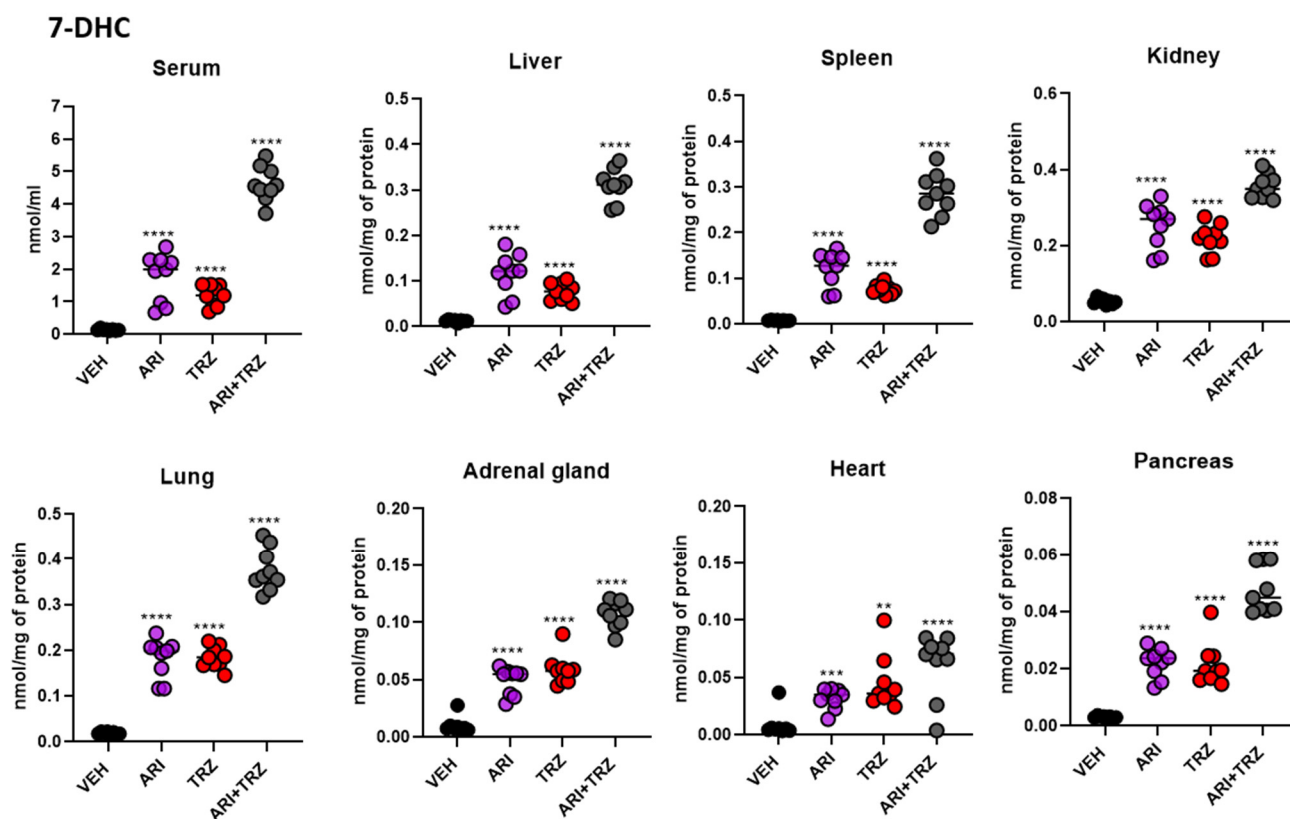 7-DHC
Serum
nmol/ml
7
6
5
4
3
2
1
0
****
****
****
VEH
ARI
TRZ
ARI+TRZ
Liver
nmol/mg of protein
0.5
0.4
0.3
0.2
0.1
0.0
****
****
****
VEH
ARI
TRZ
ARI+TRZ
Spleen
nmol/mg of protein
0.5
0.4
0.3
0.2
0.1
0.0
****
****
****
VEH
ARI
TRZ
ARI+TRZ
Kidney
nmol/mg of protein
0.6
0.4
0.2
0.0
****
****
****
VEH
ARI
TRZ
ARI+TRZ
Lung
nmol/mg of protein
0.5
0.4
0.3
0.2
0.1
0.0
****
****
****
VEH
ARI
TRZ
ARI+TRZ
Adrenal gland
nmol/mg of protein
0.20
0.15
0.10
0.05
0.00
****
****
****
VEH
ARI
TRZ
ARI+TRZ
Heart
nmol/mg of protein
0.20
0.15
0.10
0.05
0.00
***
**
****
VEH
ARI
TRZ
ARI+TRZ
Pancreas
nmol/mg of protein
0.08
0.06
0.04
0.02
0.00
****
****
****
VEH
ARI
TRZ
ARI+TRZ